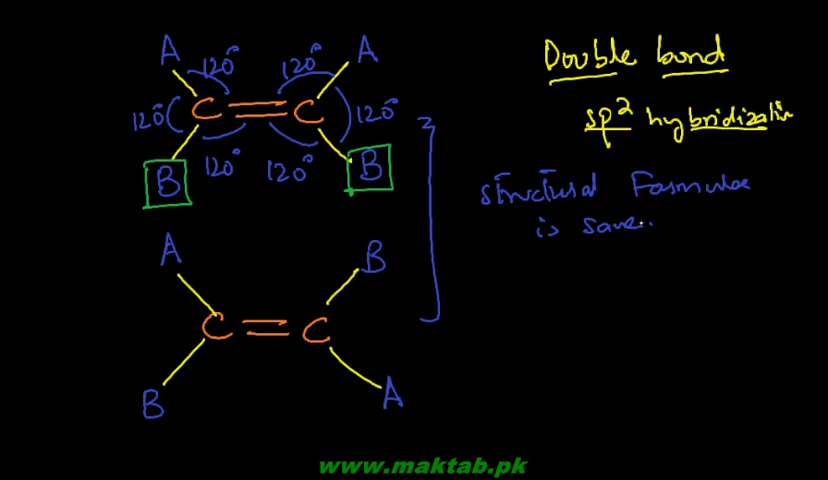 A 120° 120° A
120° C = C 120°
B 120° 120° B
A B
C = C
B A
Double bond
sp² hybridization
structural Formulae
is same..
www.maktab.pk